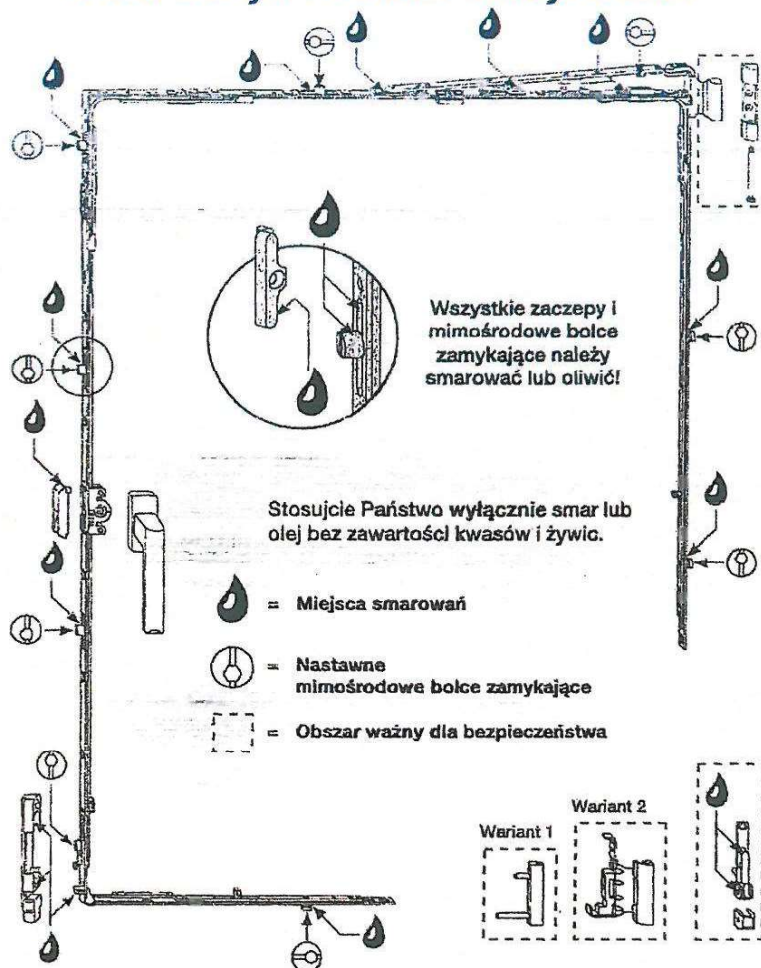 Wszystkie zaczepy i
mimośrodowe bolce
zamykające należy
smarować lub oliwić!
Stosujcie Państwo wyłącznie smar lub
olej bez zawartości kwasów i żywic.
= Miejsca smarowań
= Nastawne
mimośrodowe bolce zamykające
= Obszar ważny dla bezpieczeństwa
Wariant 1
Wariant 2